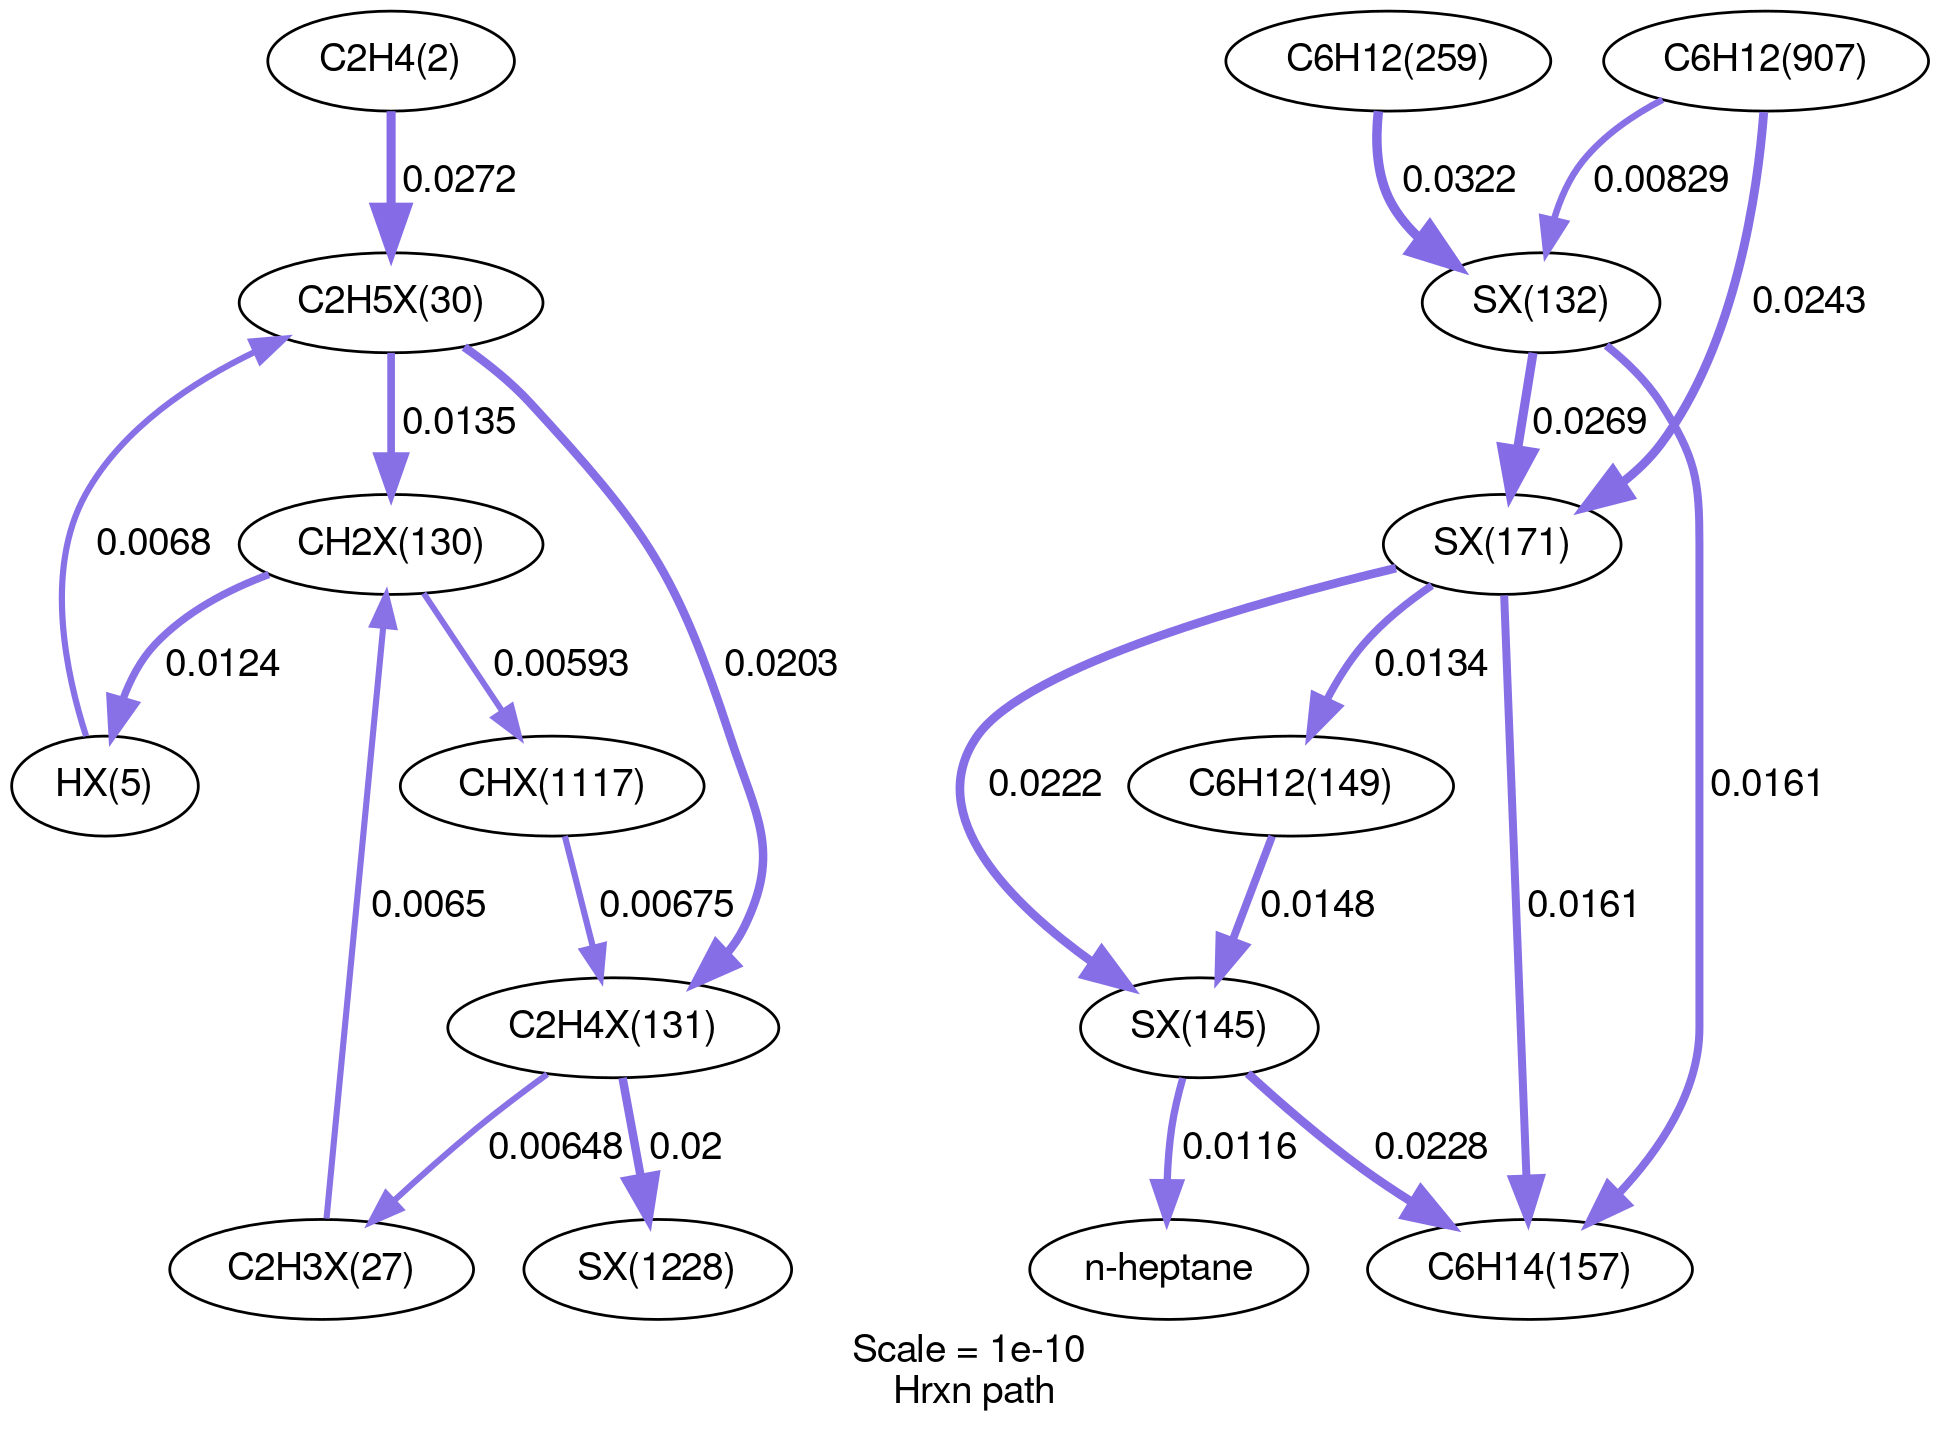 C2H4(2)
C6H12(259)
C6H12(907)
0.0272
0.0322
0.00829
C2H5X(30)
SX(132)
0.0243
0.0135
0.0269
0.0068
CH2X(130)
SX(171)
0.0124
0.00593
0.0203
0.0134
HX(5)
CHX(1117)
0.0222
C6H12(149)
0.0161
0.0065
0.00675
0.0148
0.0161
C2H4X(131)
SX(145)
0.00648
0.02
0.0116
0.0228
C2H3X(27)
SX(1228)
n-heptane
C6H14(157)
Scale = 1e-10
Hrxn path